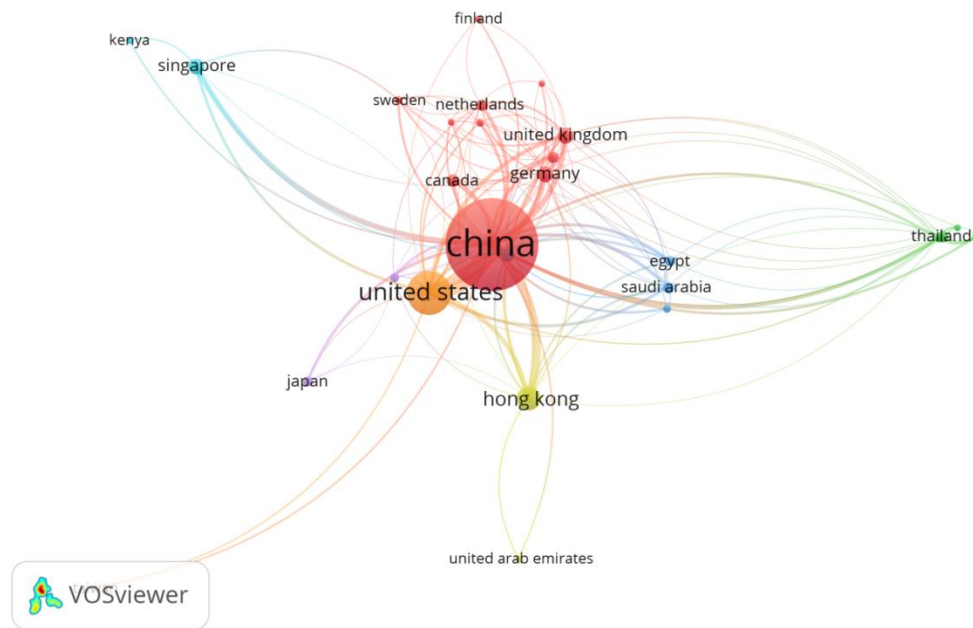 finland
kenya
singapore
sweden
netherlands
united kingdom
canada
germany
china
thailand
egypt
saudi arabia
united states
japan
hong kong
united arab emirates
VOSviewer